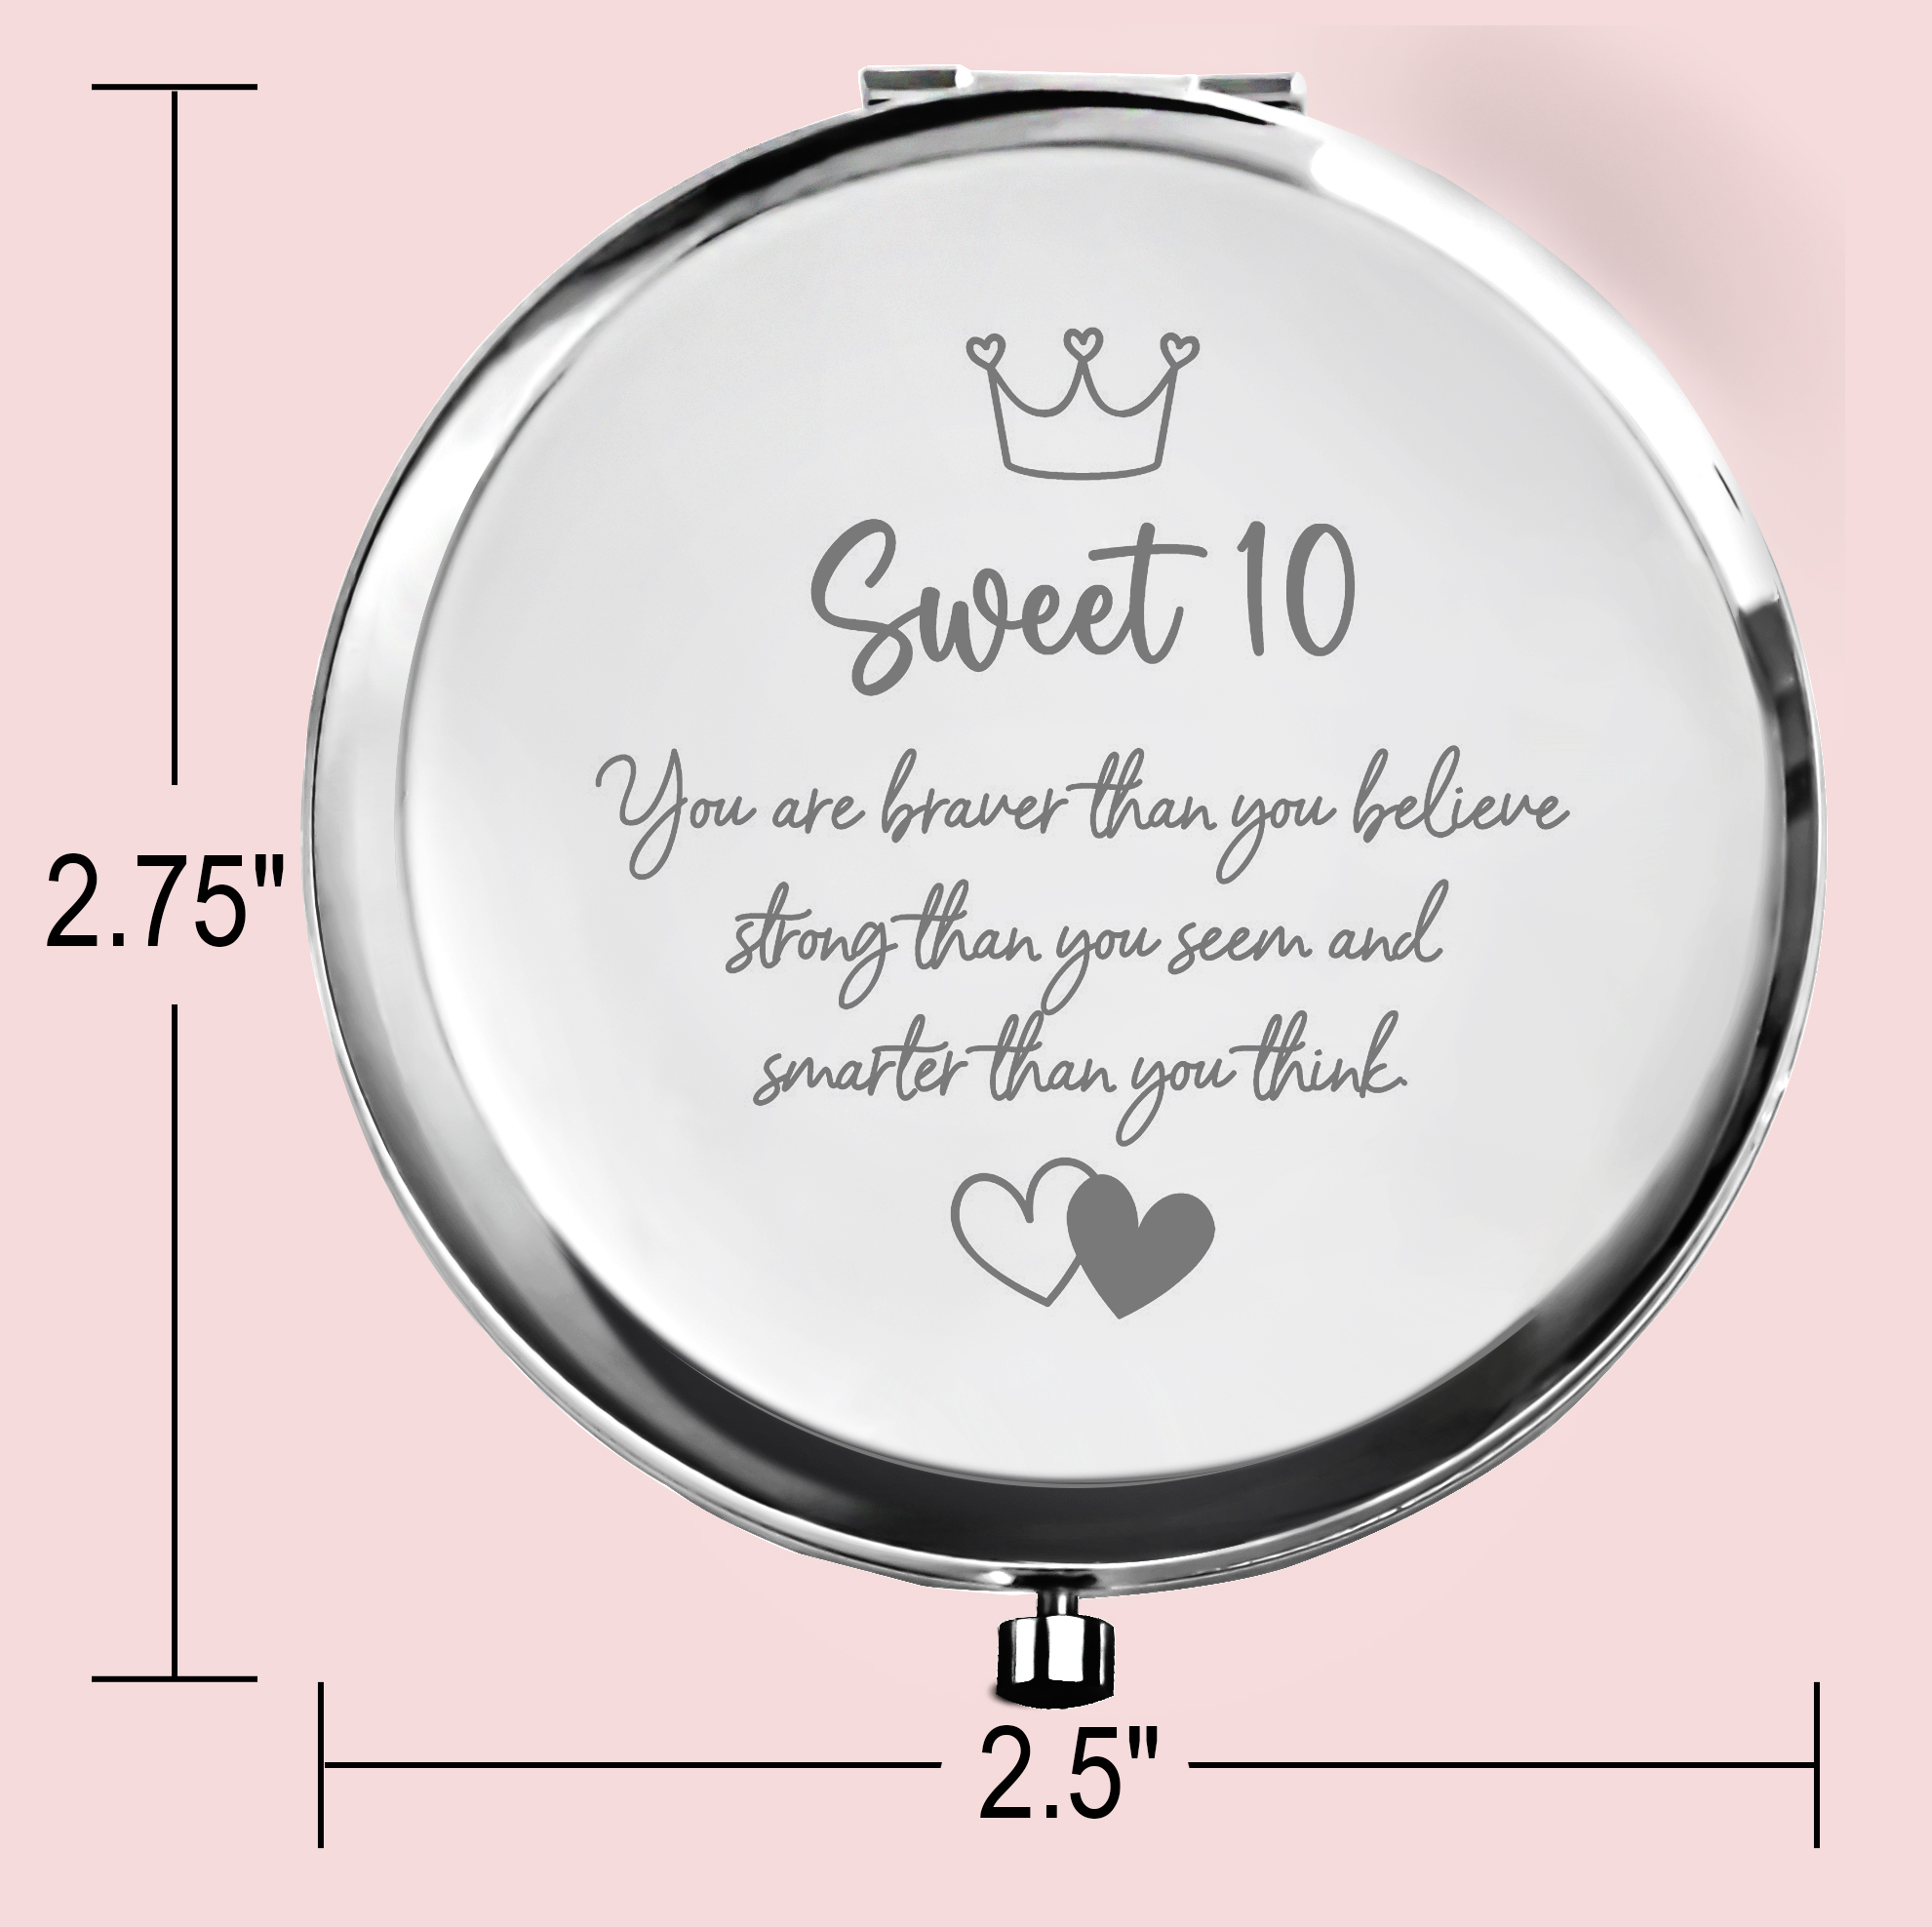 Sweet 10
You are braver than you believe
strong than you seem and
smarter than you think.
2.75"
2.5"